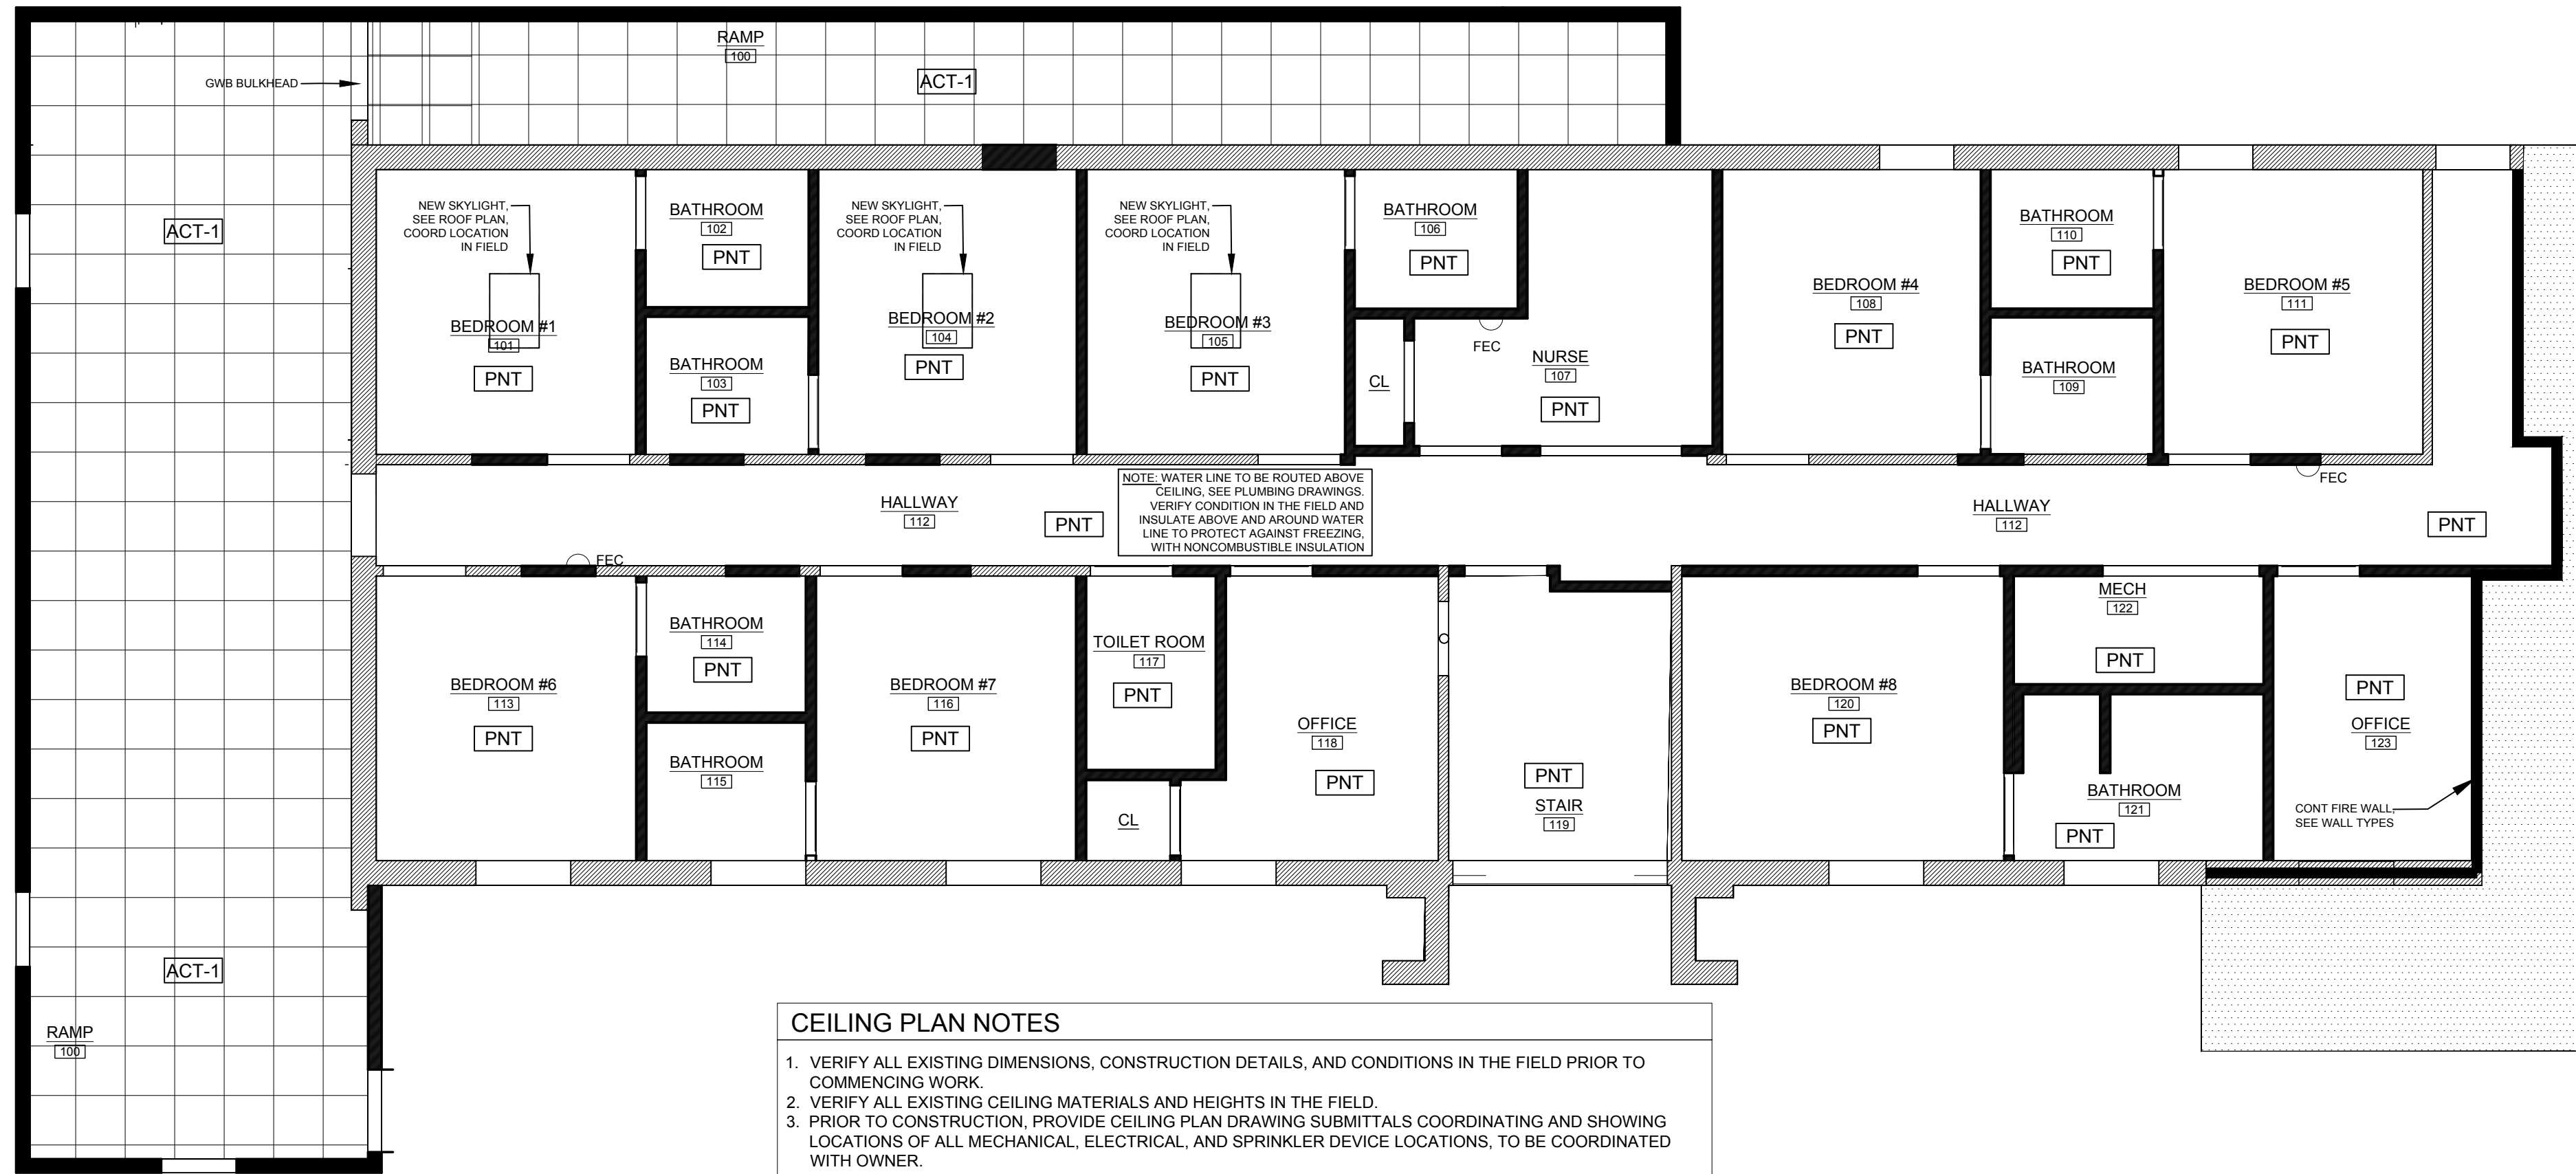 RAMP
100
GWB BULKHEAD
ACT-1
ACT-1
NEW SKYLIGHT,
SEE ROOF PLAN,
COORD LOCATION
IN FIELD
BEDROOM #1
101
PNT
BATHROOM
102
PNT
BATHROOM
103
PNT
NEW SKYLIGHT,
SEE ROOF PLAN,
COORD LOCATION
IN FIELD
BEDROOM #2
104
PNT
NEW SKYLIGHT,
SEE ROOF PLAN,
COORD LOCATION
IN FIELD
BEDROOM #3
105
PNT
BATHROOM
106
PNT
CL
FEC
NURSE
107
PNT
BEDROOM #4
108
PNT
BATHROOM
110
PNT
BATHROOM
109
BEDROOM #5
111
PNT
FEC
HALLWAY
112
PNT
NOTE: WATER LINE TO BE ROUTED ABOVE
CEILING, SEE PLUMBING DRAWINGS.
VERIFY CONDITION IN THE FIELD AND
INSULATE ABOVE AND AROUND WATER
LINE TO PROTECT AGAINST FREEZING,
WITH NONCOMBUSTIBLE INSULATION
HALLWAY
112
PNT
FEC
BEDROOM #6
113
PNT
BATHROOM
114
PNT
BATHROOM
115
BEDROOM #7
116
PNT
TOILET ROOM
117
PNT
CL
OFFICE
118
PNT
PNT
STAIR
119
BEDROOM #8
120
PNT
MECH
122
PNT
BATHROOM
121
PNT
PNT
OFFICE
123
CONT FIRE WALL,
SEE WALL TYPES
ACT-1
RAMP
100
CEILING PLAN NOTES
1. VERIFY ALL EXISTING DIMENSIONS, CONSTRUCTION DETAILS, AND CONDITIONS IN THE FIELD PRIOR TO
COMMENCING WORK.
2. VERIFY ALL EXISTING CEILING MATERIALS AND HEIGHTS IN THE FIELD.
3. PRIOR TO CONSTRUCTION, PROVIDE CEILING PLAN DRAWING SUBMITTALS COORDINATING AND SHOWING
LOCATIONS OF ALL MECHANICAL, ELECTRICAL, AND SPRINKLER DEVICE LOCATIONS, TO BE COORDINATED
WITH OWNER.